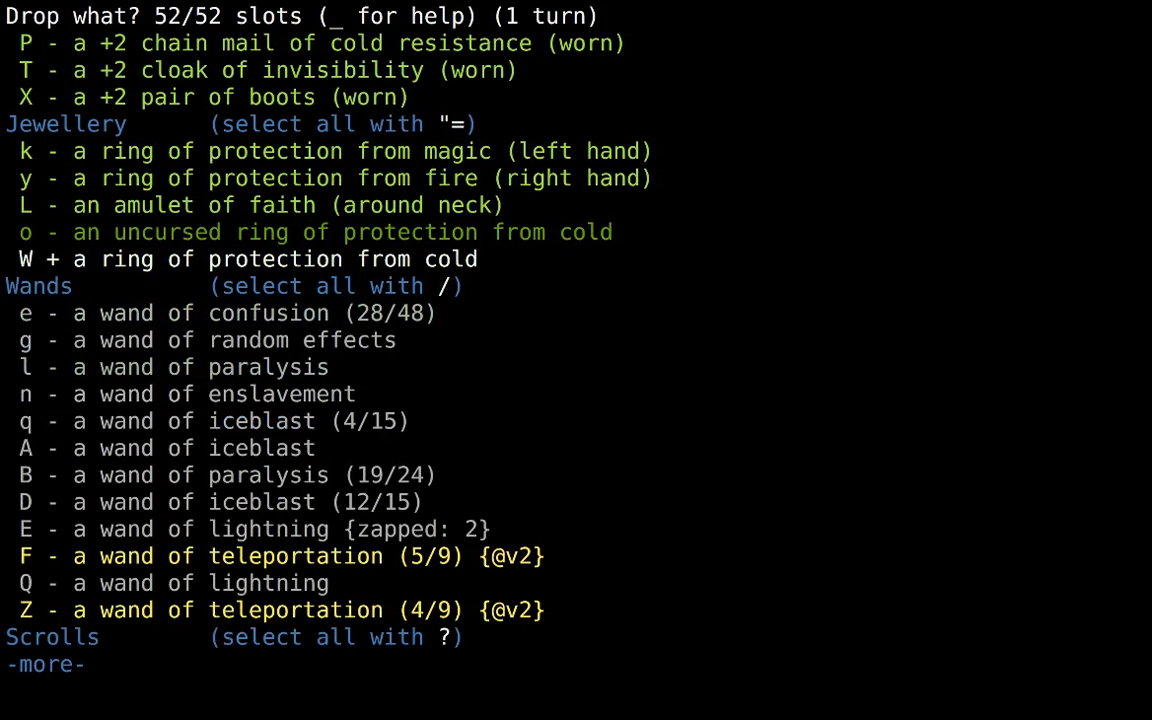 Drop what? 52/52 slots (_ for help) (1 turn)
P - a +2 chain mail of cold resistance (worn)
T - a +2 cloak of invisibility (worn)
X - a +2 pair of boots (worn)
Jewellery (select all with "=)
k - a ring of protection from magic (left hand)
y - a ring of protection from fire (right hand)
L - an amulet of faith (around neck)
o - an uncursed ring of protection from cold
W + a ring of protection from cold
Wands (select all with /)
e - a wand of confusion (28/48)
g - a wand of random effects
l - a wand of paralysis
n - a wand of enslavement
q - a wand of iceblast (4/15)
A - a wand of iceblast
B - a wand of paralysis (19/24)
D - a wand of iceblast (12/15)
E - a wand of lightning {zapped: 2}
F - a wand of teleportation (5/9) {@v2}
Q - a wand of lightning
Z - a wand of teleportation (4/9) {@v2}
Scrolls (select all with ?)
-more-